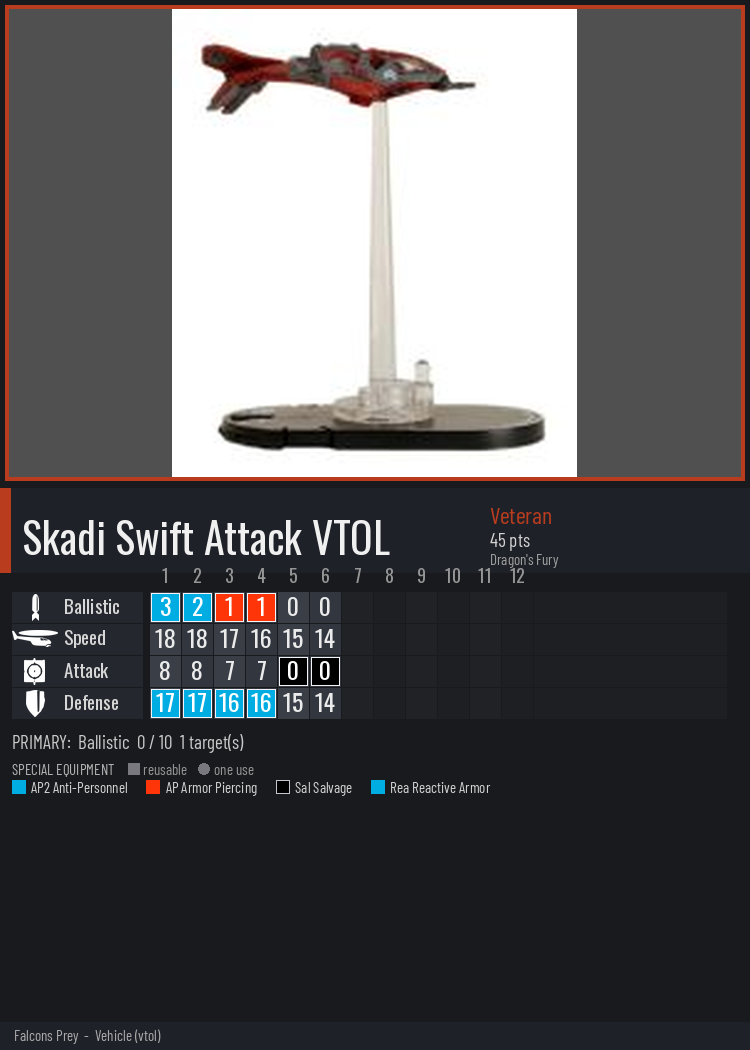 Skadi Swift Attack VTOL
Veteran
45 pts
Dragon's Fury
1 2 3 4 5 6 7 8 9 10 11 12
Ballistic 3 2 1 1 0 0
Speed 18 18 17 16 15 14
Attack 8 8 7 7 0 0
Defense 17 17 16 16 15 14
PRIMARY: Ballistic 0 / 10 1 target(s)
SPECIAL EQUIPMENT reusable one use
AP2 Anti-Personnel AP Armor Piercing Sal Salvage Rea Reactive Armor
Falcons Prey - Vehicle (vtol)